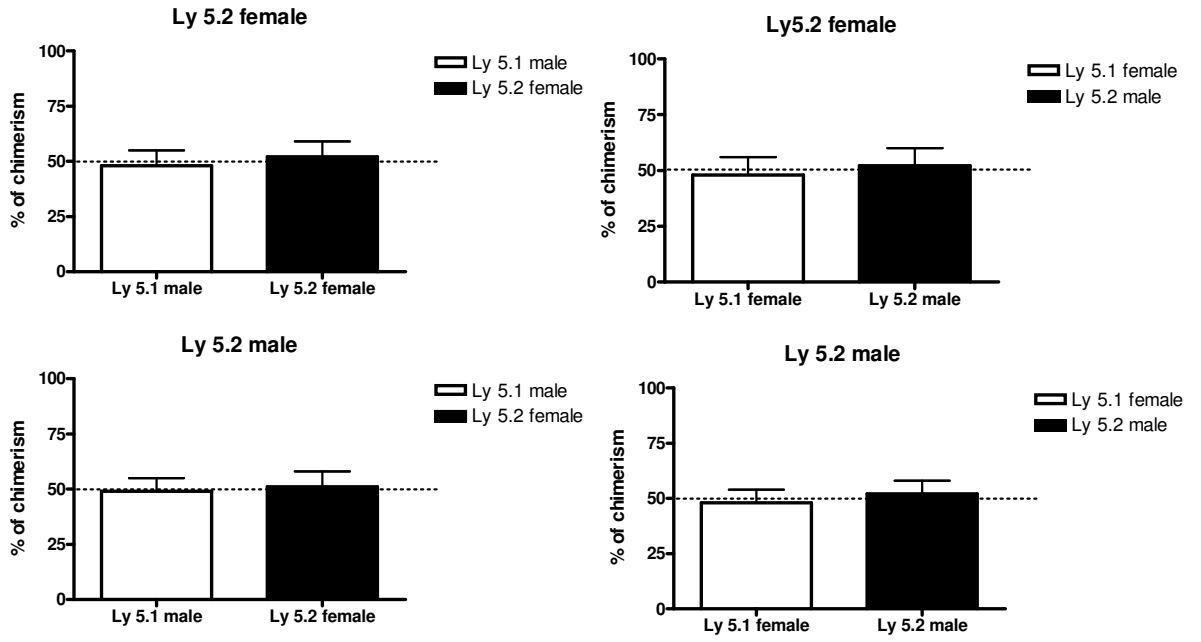 Ly 5.2 female
% of chimerism
100
75
50
25
0
Ly 5.1 male
Ly 5.2 female
Ly 5.1 male
Ly 5.2 female
Ly5.2 female
% of chimerism
100
75
50
25
0
Ly 5.1 female
Ly 5.2 male
Ly 5.1 female
Ly 5.2 male
Ly 5.2 male
% of chimerism
100
75
50
25
0
Ly 5.1 male
Ly 5.2 female
Ly 5.1 male
Ly 5.2 female
Ly 5.2 male
% of chimerism
100
75
50
25
0
Ly 5.1 female
Ly 5.2 male
Ly 5.1 female
Ly 5.2 male